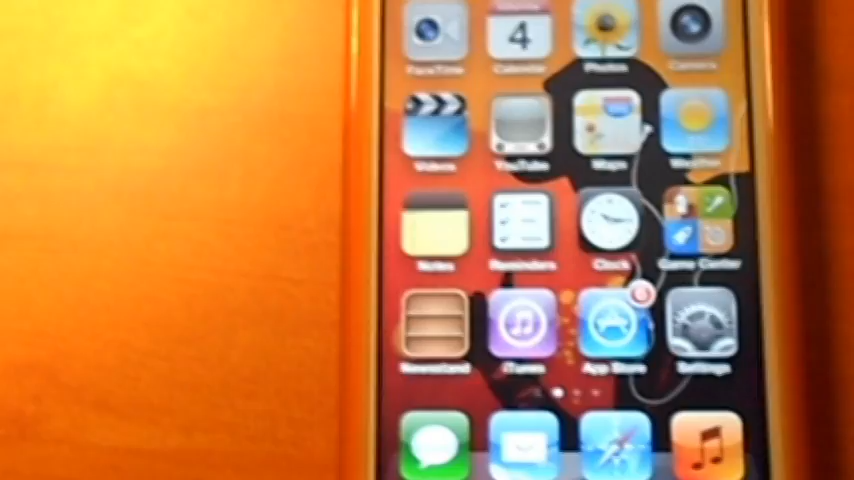 4
FaceTime Calendar Photos Camera
Videos YouTube Maps Weather
Notes Reminders Clock Game Center
Newsstand iTunes App Store Settings